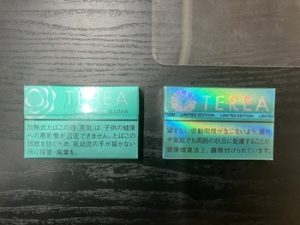 TEREA
ILUMA
加熱式たばこの煙(蒸気)は、子供の健康
への悪影響が否定できません。たばこの
誤飲を防ぐため、乳幼児の手が届かない
所に保管・廃棄を。
TEREA
LIMITED EDITION LIMITED EDITION
望まない受動喫煙が生じないよう、屋外
や家庭でも周囲の状況に配慮することが、
健康増進法上、義務付けられています。